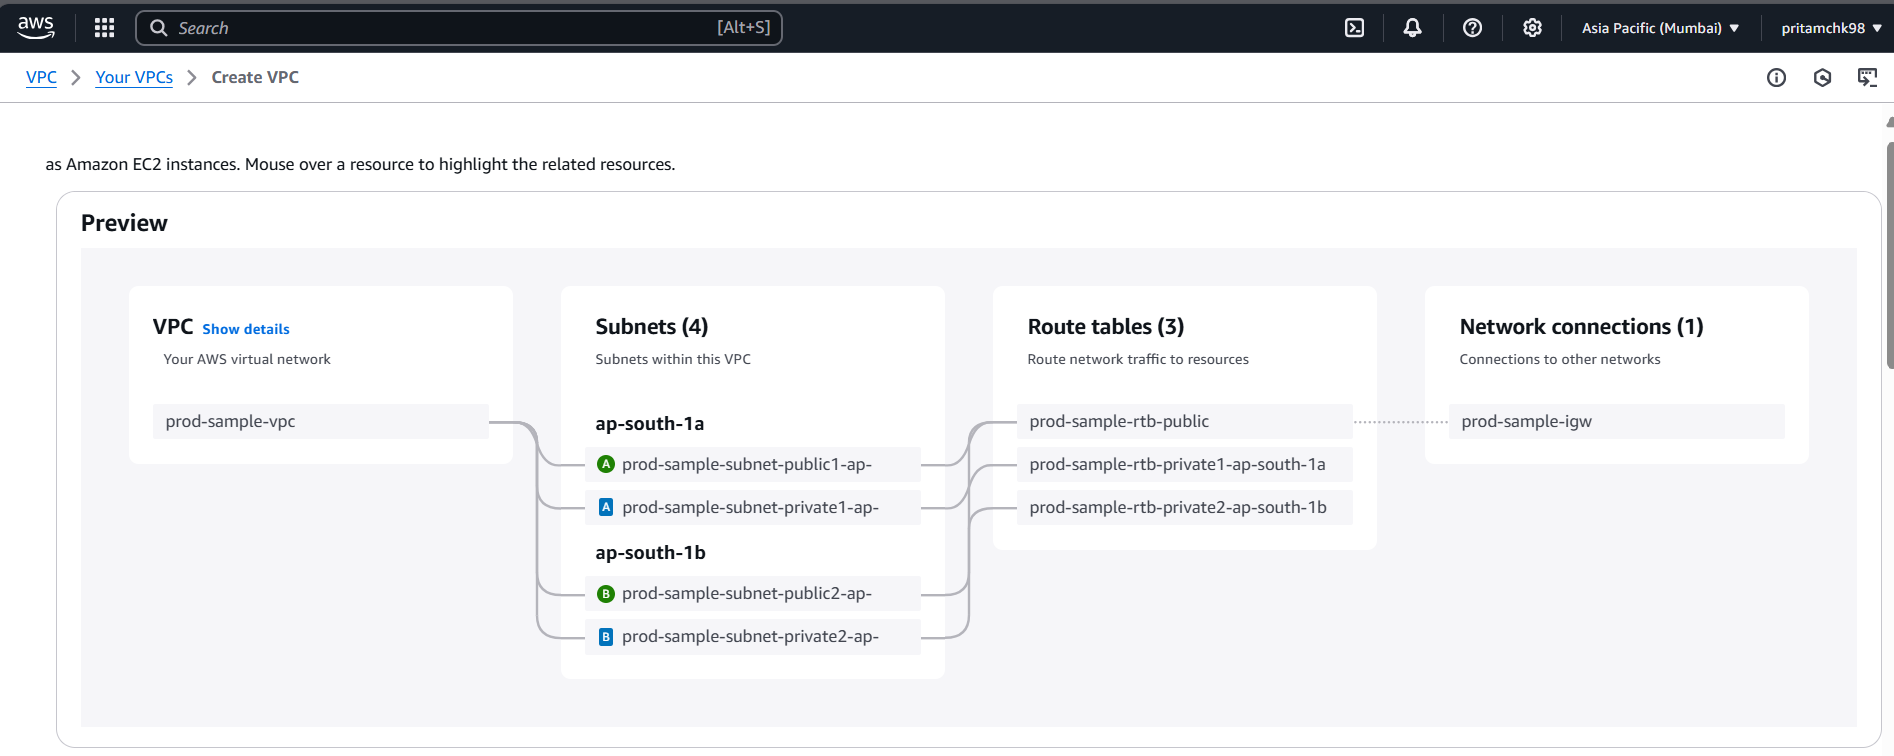 aws
Search [Alt+S]
Asia Pacific (Mumbai)
pritamchk98
VPC
Your VPCs
Create VPC
as Amazon EC2 instances. Mouse over a resource to highlight the related resources.
Preview
VPC Show details
Your AWS virtual network
prod-sample-vpc
Subnets (4)
Subnets within this VPC
ap-south-1a
A prod-sample-subnet-public1-ap-
A prod-sample-subnet-private1-ap-
ap-south-1b
B prod-sample-subnet-public2-ap-
B prod-sample-subnet-private2-ap-
Route tables (3)
Route network traffic to resources
prod-sample-rtb-public
prod-sample-rtb-private1-ap-south-1a
prod-sample-rtb-private2-ap-south-1b
Network connections (1)
Connections to other networks
prod-sample-igw